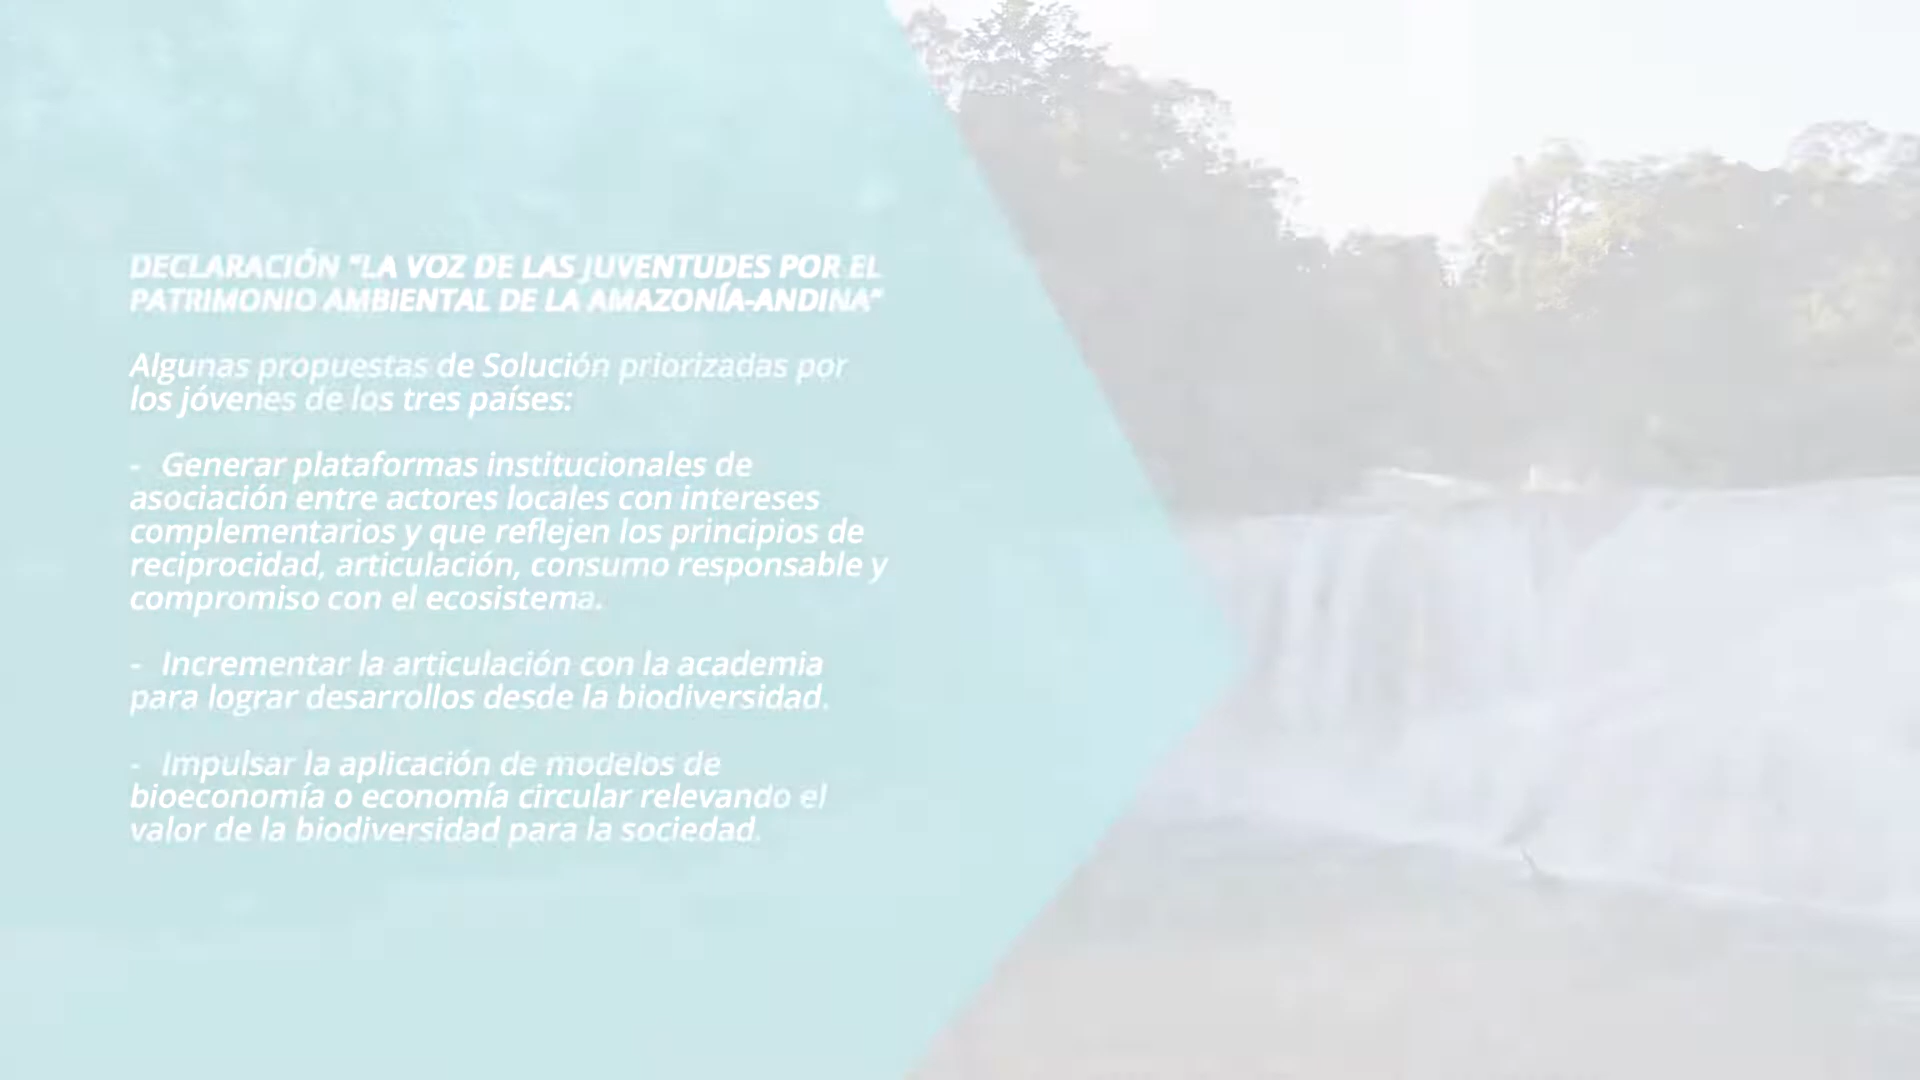 DECLARACIÓN "LA VOZ DE LAS JUVENTUDES POR EL
PATRIMONIO AMBIENTAL DE LA AMAZONÍA-ANDINA"
Algunas propuestas de Solución priorizadas por
los jóvenes de los tres países:
- Generar plataformas institucionales de
asociación entre actores locales con intereses
complementarios y que reflejen los principios de
reciprocidad, articulación, consumo responsable y
compromiso con el ecosistema.
- Incrementar la articulación con la academia
para lograr desarrollos desde la biodiversidad.
- Impulsar la aplicación de modelos de
bioeconomía o economía circular relevando el
valor de la biodiversidad para la sociedad.